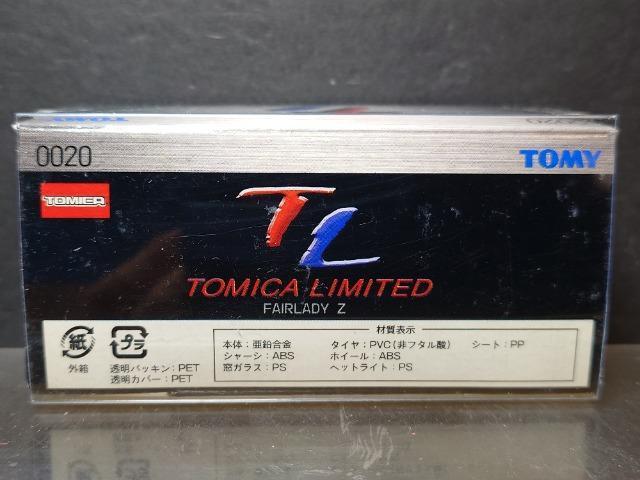 TOMY
0020
TOMY
TOMIER
TL
TOMICA LIMITED
FAIRLADY Z
材質表示
紙
プラ
外箱
透明パッキン:PET
透明カバー:PET
本体:亜鉛合金
タイヤ:PVC(非フタル酸)
シート:PP
シャーシ:ABS
ホイール:ABS
窓ガラス:PS
ヘットライト:PS